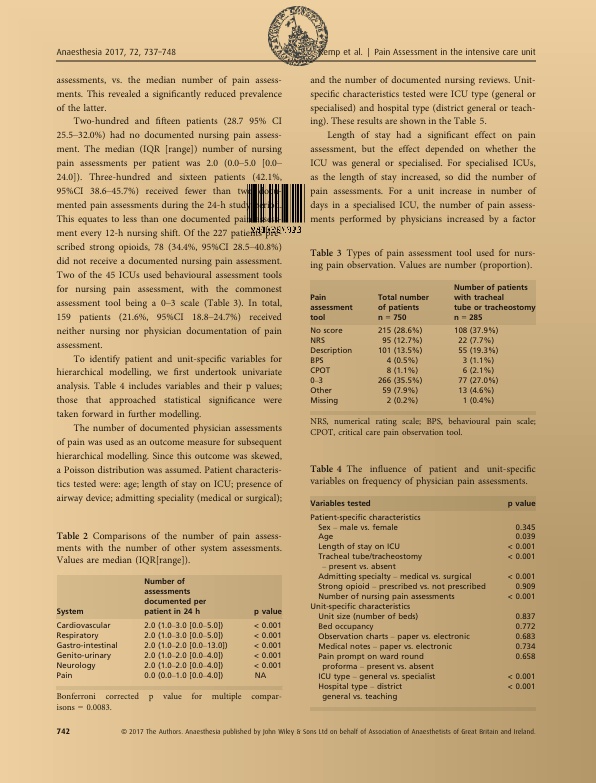 Anaesthesia 2017, 72, 737–748
emp et al. | Pain Assessment in the intensive care unit
assessments, vs. the median number of pain assess-
ments. This revealed a significantly reduced prevalence
of the latter.
Two-hundred and fifteen patients (28.7 95% CI
25.5–32.0%) had no documented nursing pain assess-
ment. The median (IQR [range]) number of nursing
pain assessments per patient was 2.0 (0.0–5.0 [0.0–
24.0]). Three-hundred and sixteen patients (42.1%,
95%CI 38.6–45.7%) received fewer than two
mented pain assessments during the 24-h study
This equates to less than one documented pain
ment every 12-h nursing shift. Of the 227 patients pre-
scribed strong opioids, 78 (34.4%, 95%CI 28.5–40.8%)
did not receive a documented nursing assessment.
Two of the 45 ICUs used behavioural assessment tools
for nursing pain assessment, with the commonest
assessment tool being a 0–3 scale (Table 3). In total,
159 patients (21.6%, 95%CI 18.8–24.7%) received
neither nursing nor physician documentation of pain
assessment.
To identify patient and unit-specific variables for
hierarchical modelling, we first undertook univariate
analysis. Table 4 includes variables and their p values;
those that approached statistical significance were
taken forward in further modelling.
The number of documented physician assessments
of pain was used as an outcome measure for subsequent
hierarchical modelling. Since this outcome was skewed,
a Poisson distribution was assumed. Patient characteris-
tics tested were: age; length of stay on ICU; presence of
airway device; admitting speciality (medical or surgical);
Table 2 Comparisons of the number of pain assess-
ments with the number of other system assessments.
Values are median (IQR[range]).
System Number of assessments documented per patient in 24 h p value
Cardiovascular 2.0 (1.0–3.0 [0.0–5.0]) < 0.001
Respiratory 2.0 (1.0–3.0 [0.0–5.0]) < 0.001
Gastro-intestinal 2.0 (1.0–2.0 [0.0–13.0]) < 0.001
Genito-urinary 2.0 (1.0–2.0 [0.0–4.0]) < 0.001
Neurology 2.0 (1.0–2.0 [0.0–4.0]) < 0.001
Pain 0.0 (0.0–1.0 [0.0–4.0]) NA
Bonferroni corrected p value for multiple compar-
isons = 0.0083.
and the number of documented nursing reviews. Unit-
specific characteristics tested were ICU type (general or
specialised) and hospital type (district general or teach-
ing). These results are shown in the Table 5.
Length of stay had a significant effect on pain
assessment, but the effect depended on whether the
ICU was general or specialised. For specialised ICUs,
as the length of stay increased, so did the number of
pain assessments. For a unit increase in number of
days in a specialised ICU, the number of pain assess-
ments performed by physicians increased by a factor
Table 3 Types of pain assessment tool used for nurs-
ing pain observation. Values are number (proportion).
Pain assessment tool Total number of patients n = 750 Number of patients with tracheal tube or tracheostomy n = 285
No score 215 (28.6%) 108 (37.9%)
NRS 95 (12.7%) 22 (7.7%)
Description 101 (13.5%) 55 (19.3%)
BPS 4 (0.5%) 3 (1.1%)
CPOT 8 (1.1%) 6 (2.1%)
0–3 266 (35.5%) 77 (27.0%)
Other 59 (7.9%) 13 (4.6%)
Missing 2 (0.2%) 1 (0.4%)
NRS, numerical rating scale; BPS, behavioural pain scale;
CPOT, critical care pain observation tool.
Table 4 The influence of patient and unit-specific
variables on frequency of physician pain assessments.
Variables tested p value
Patient-specific characteristics
Sex – male vs. female 0.345
Age 0.039
Length of stay on ICU < 0.001
Tracheal tube/tracheostomy < 0.001
– present vs. absent
Admitting specialty – medical vs. surgical < 0.001
Strong opioid – prescribed vs. not prescribed 0.909
Number of nursing pain assessments < 0.001
Unit-specific characteristics
Unit size (number of beds) 0.837
Bed occupancy 0.772
Observation charts – paper vs. electronic 0.683
Medical notes – paper vs. electronic 0.734
Pain prompt on ward round 0.658
proforma – present vs. absent
ICU type – general vs. specialist < 0.001
Hospital type – district < 0.001
general vs. teaching
742
© 2017 The Authors. Anaesthesia published by John Wiley & Sons Ltd on behalf of Association of Anaesthetists of Great Britain and Ireland.